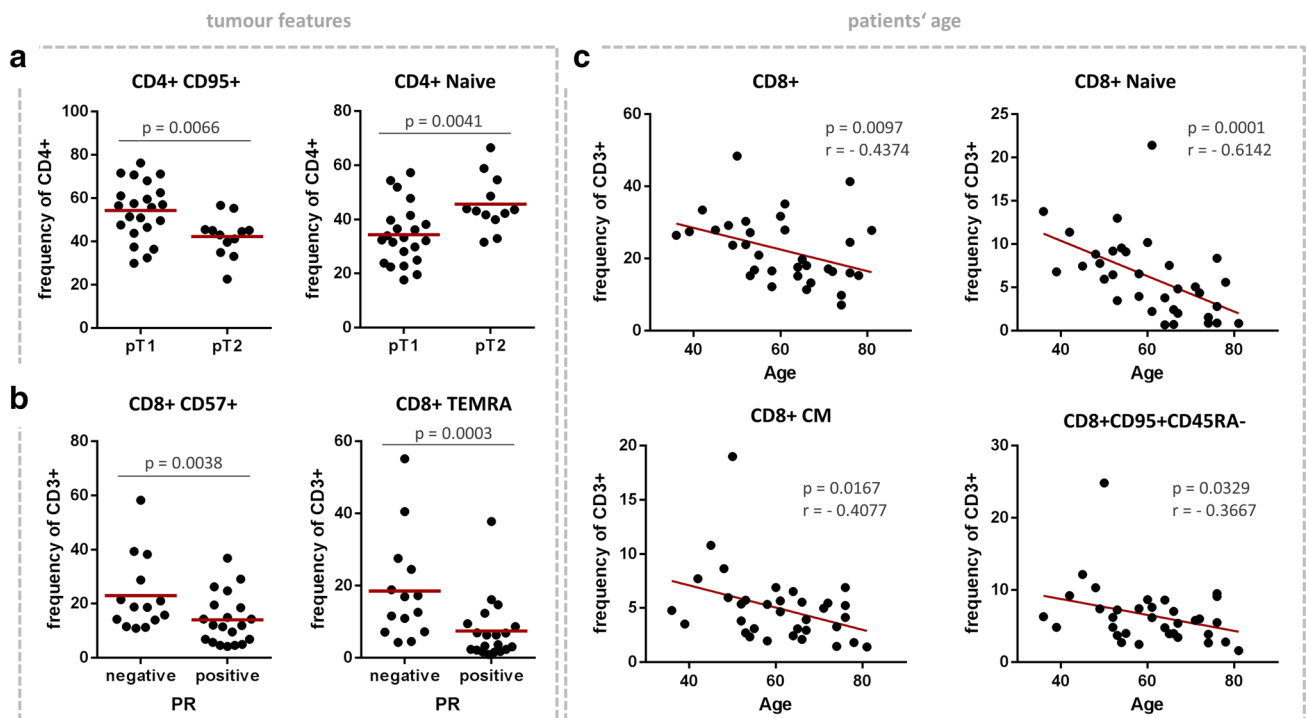 tumour features
patients‘ age
a
CD4+ CD95+
frequency of CD4+
100
80
60
40
20
0
p = 0.0066
pT1 pT2
CD4+ Naive
frequency of CD4+
80
60
40
20
0
p = 0.0041
pT1 pT2
b
CD8+ CD57+
frequency of CD3+
80
60
40
20
0
p = 0.0038
negative positive
PR
CD8+ TEMRA
frequency of CD3+
60
40
20
0
p = 0.0003
negative positive
PR
c
CD8+
frequency of CD3+
60
40
20
0
p = 0.0097
r = - 0.4374
40 60 80
Age
CD8+ Naive
frequency of CD3+
25
20
15
10
5
0
p = 0.0001
r = - 0.6142
40 60 80
Age
CD8+ CM
frequency of CD3+
20
15
10
5
0
p = 0.0167
r = - 0.4077
40 60 80
Age
CD8+CD95+CD45RA-
frequency of CD3+
30
20
10
0
p = 0.0329
r = - 0.3667
40 60 80
Age